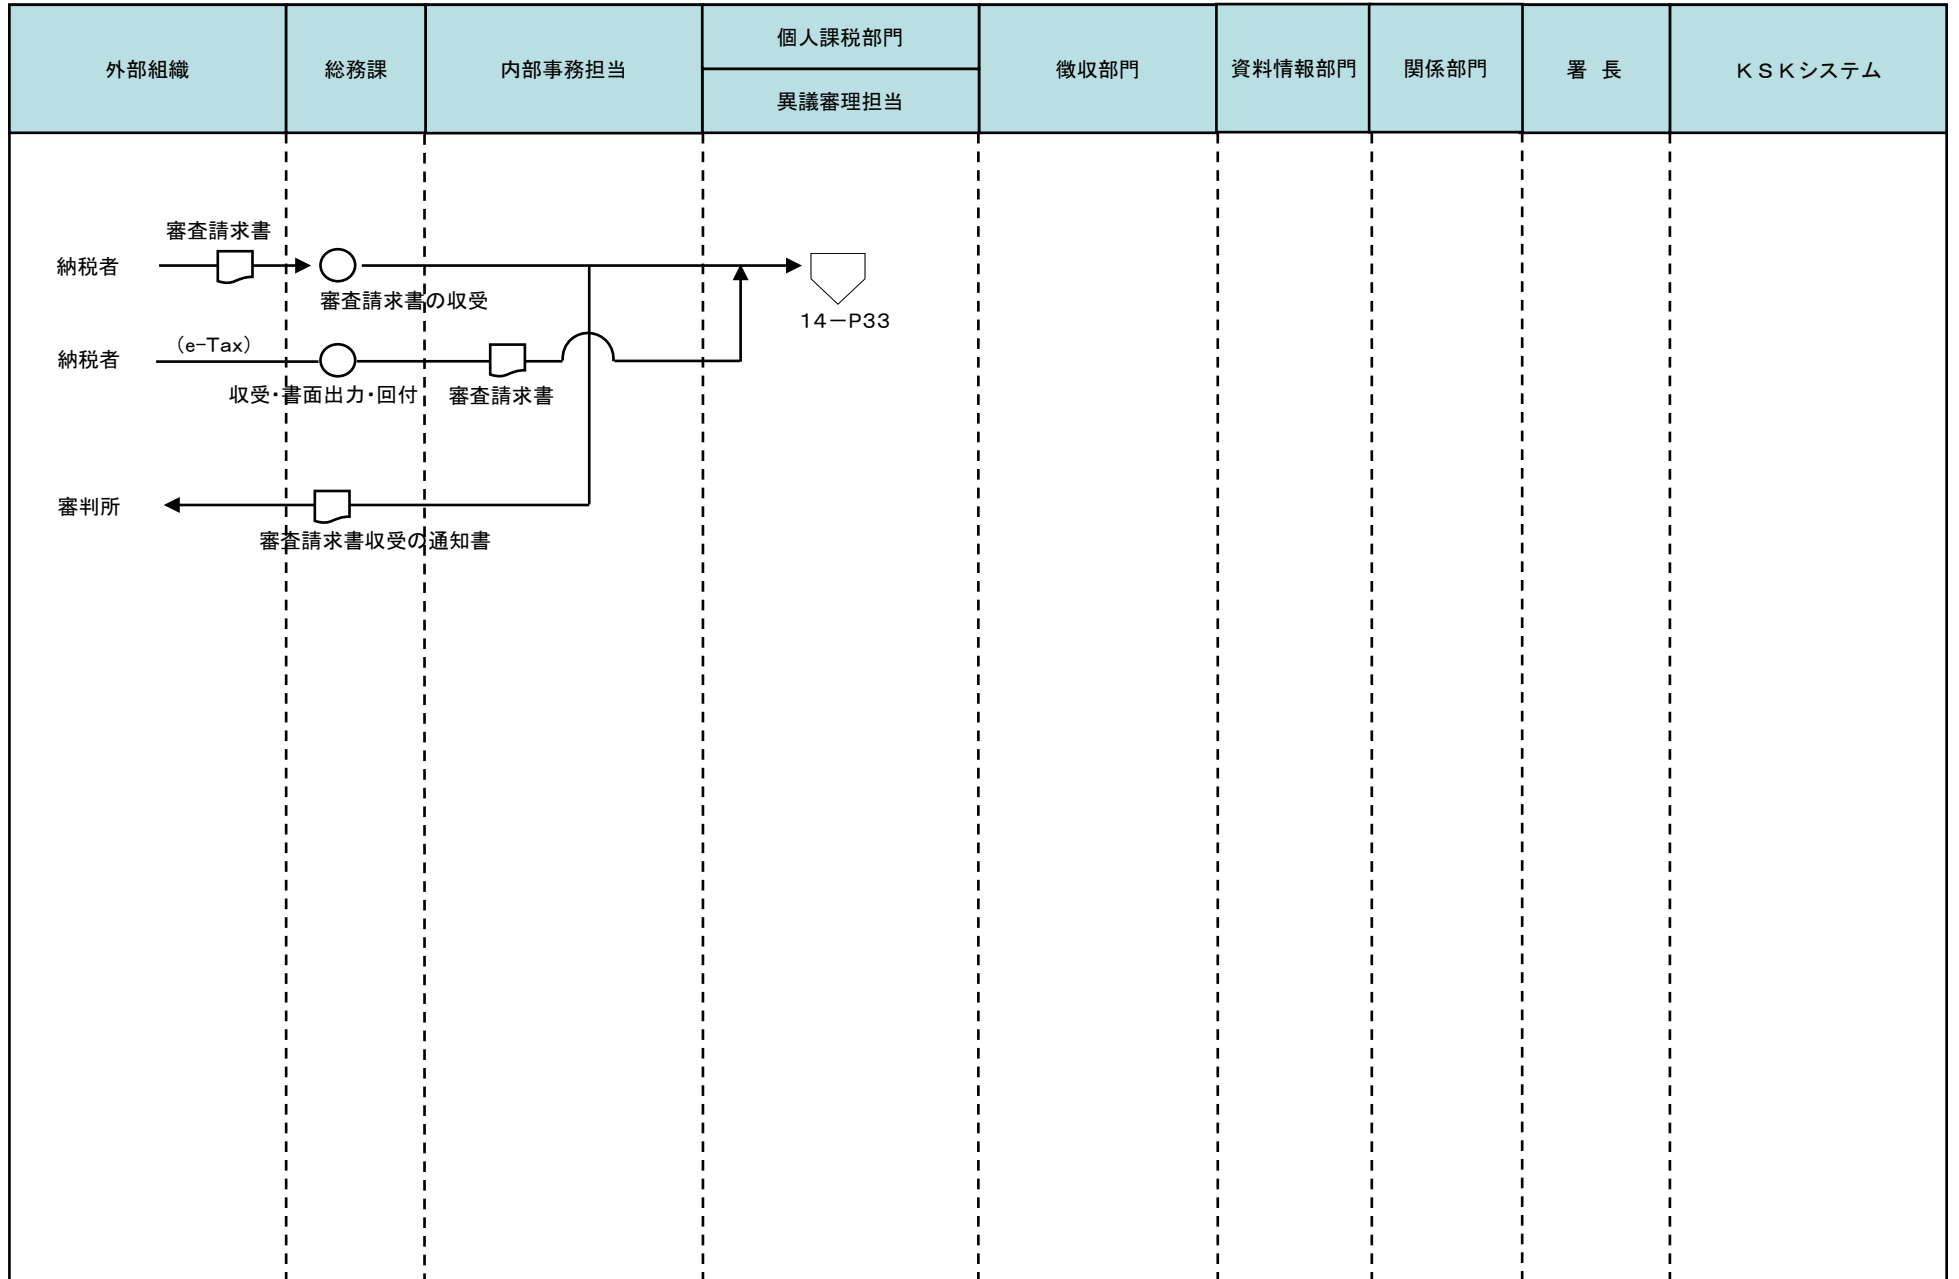 外部組織
総務課
内部事務担当
個人課税部門
異議審理担当
徴収部門
資料情報部門
関係部門
署 長
ＫＳＫシステム
審査請求書
納税者
審査請求書の収受
14－P33
納税者
（e-Tax）
収受・書面出力・回付
審査請求書
審判所
審査請求書収受の通知書